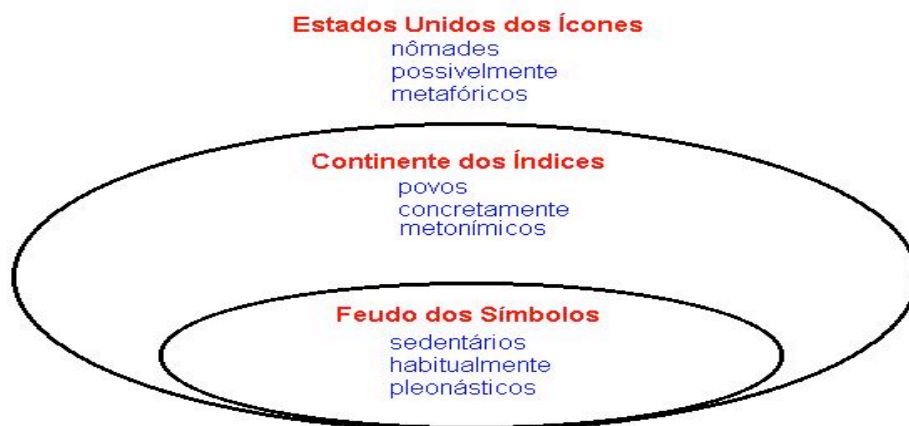 Estados Unidos dos Ícones
nômades
possivelmente
metafóricos
Continente dos Índices
povos
concretamente
metonímicos
Feudo dos Símbolos
sedentários
habitualmente
pleonásticos